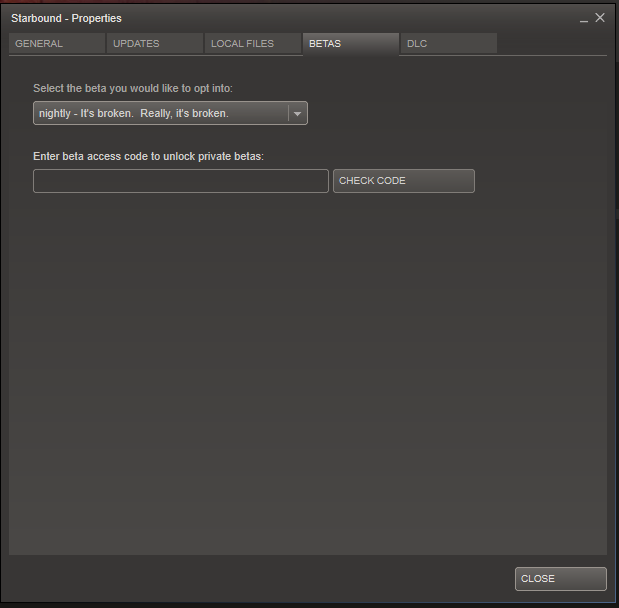 Starbound - Properties
GENERAL UPDATES LOCAL FILES BETAS DLC
Select the beta you would like to opt into:
nightly - It's broken.  Really, it's broken.
Enter beta access code to unlock private betas:
CHECK CODE
CLOSE